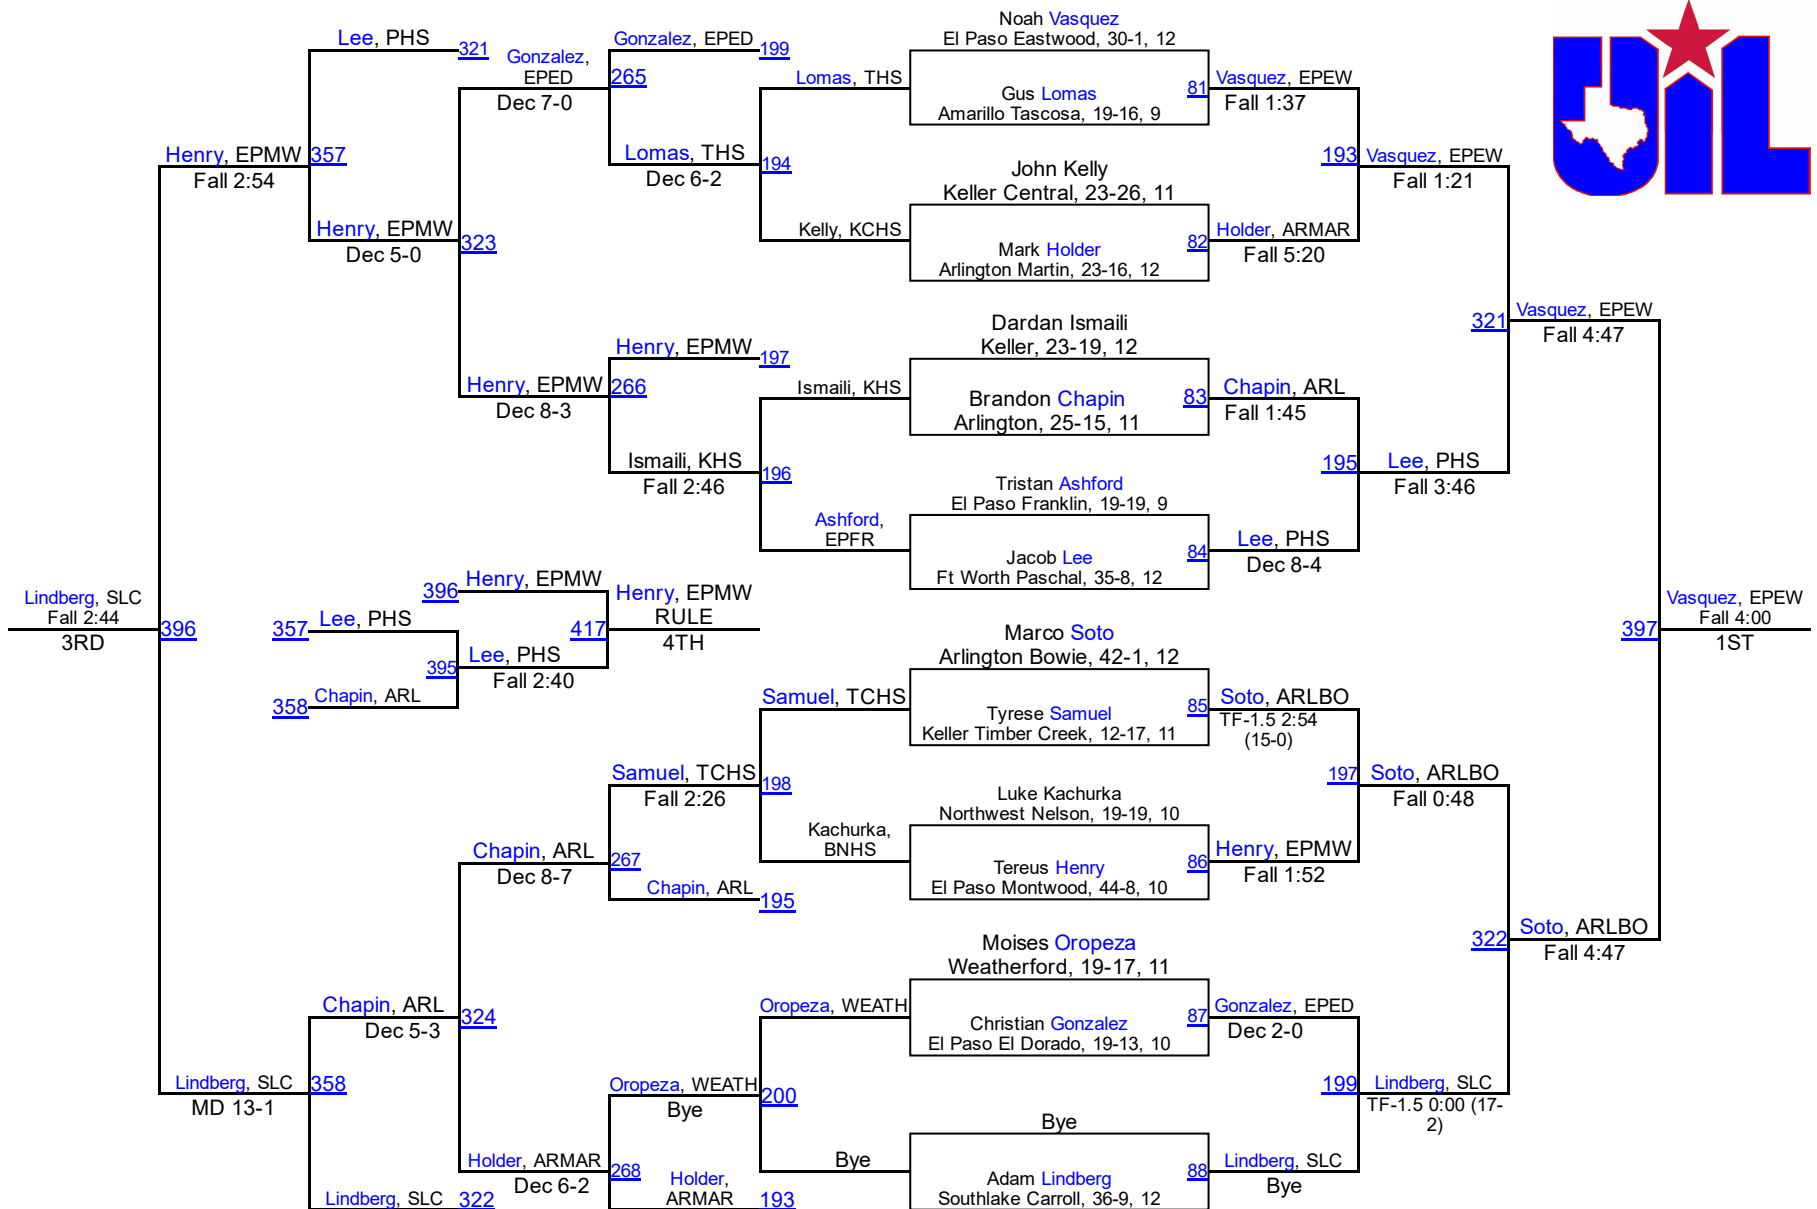 UIL
Noah Vasquez
El Paso Eastwood, 30-1, 12
Gus Lomas
Amarillo Tascosa, 19-16, 9
81
John Kelly
Keller Central, 23-26, 11
Mark Holder
Arlington Martin, 23-16, 12
82
Dardan Ismaili
Keller, 23-19, 12
Brandon Chapin
Arlington, 25-15, 11
83
Tristan Ashford
El Paso Franklin, 19-19, 9
Jacob Lee
Ft Worth Paschal, 35-8, 12
84
Marco Soto
Arlington Bowie, 42-1, 12
Tyrese Samuel
Keller Timber Creek, 12-17, 11
85
Luke Kachurka
Northwest Nelson, 19-19, 10
Tereus Henry
El Paso Montwood, 44-8, 10
86
Moises Oropeza
Weatherford, 19-17, 11
Christian Gonzalez
El Paso El Dorado, 19-13, 10
87
Bye
Adam Lindberg
Southlake Carroll, 36-9, 12
88
Vasquez, EPEW
Fall 1:37
Holder, ARMAR
Fall 5:20
Chapin, ARL
Fall 1:45
Lee, PHS
Dec 8-4
Soto, ARLBO
TF-1.5 2:54
(15-0)
Henry, EPMW
Fall 1:52
Gonzalez, EPED
Dec 2-0
Lindberg, SLC
Bye
193
Vasquez, EPEW
Fall 1:21
195
Lee, PHS
Fall 3:46
197
Soto, ARLBO
Fall 0:48
199
Lindberg, SLC
TF-1.5 0:00 (17-
2)
321
Vasquez, EPEW
Fall 4:47
322
Soto, ARLBO
Fall 4:47
397
Vasquez, EPEW
Fall 4:00
1ST
Lomas, THS
Kelly, KCHS
194
Ismaili, KHS
Ashford,
EPFR
196
Samuel, TCHS
Kachurka,
BNHS
198
Oropeza, WEATH
Bye
200
Gonzalez, EPED
199
Lomas, THS
Dec 6-2
265
Henry, EPMW
197
Ismaili, KHS
Fall 2:46
266
Samuel, TCHS
Fall 2:26
267
Chapin, ARL
195
Oropeza, WEATH
Bye
268
Holder,
ARMAR
193
Gonzalez,
EPED
Dec 7-0
Henry, EPMW
Dec 8-3
323
Chapin, ARL
Dec 8-7
Holder, ARMAR
Dec 6-2
324
Lee, PHS
321
Henry, EPMW
Dec 5-0
357
Chapin, ARL
Dec 5-3
358
Lindberg, SLC
322
Henry, EPMW
Fall 2:54
Lindberg, SLC
MD 13-1
396
Lindberg, SLC
Fall 2:44
3RD
357
Lee, PHS
358
Chapin, ARL
395
Lee, PHS
Fall 2:40
396
Henry, EPMW
417
Henry, EPMW
RULE
4TH